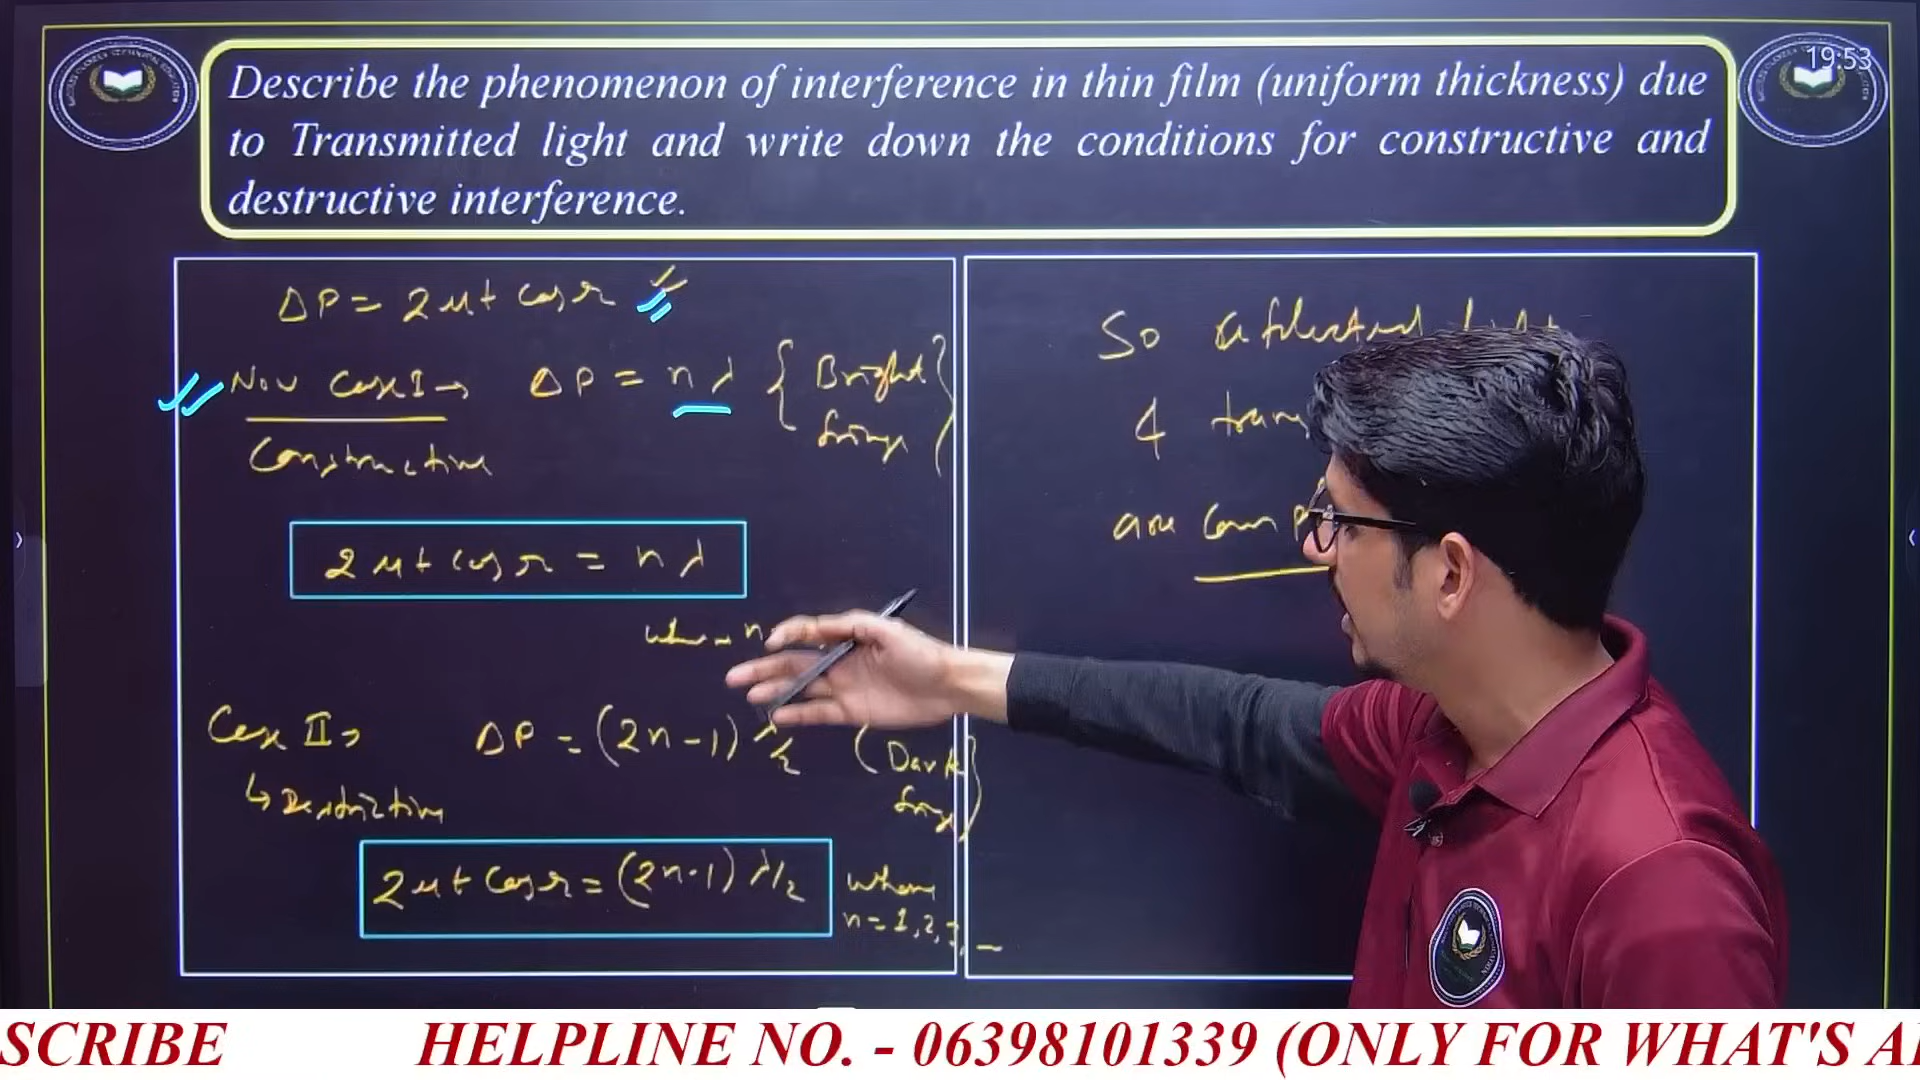 19:53
Describe the phenomenon of interference in thin film (uniform thickness) due
to Transmitted light and write down the conditions for constructive and
destructive interference.
ΔP = 2μt cos r
Now Case I → ΔP = nλ { Bright
fringe }
Constructive
2μt cos r = nλ
where n
Case II → ΔP = (2n-1) λ/2 (Dark
fringe }
↳ Destructive
2μt cos r = (2n-1) λ/2 where
n = 1, 2, 3, —
So
are
SCRIBE HELPLINE NO. - 06398101339 (ONLY FOR WHAT'S A